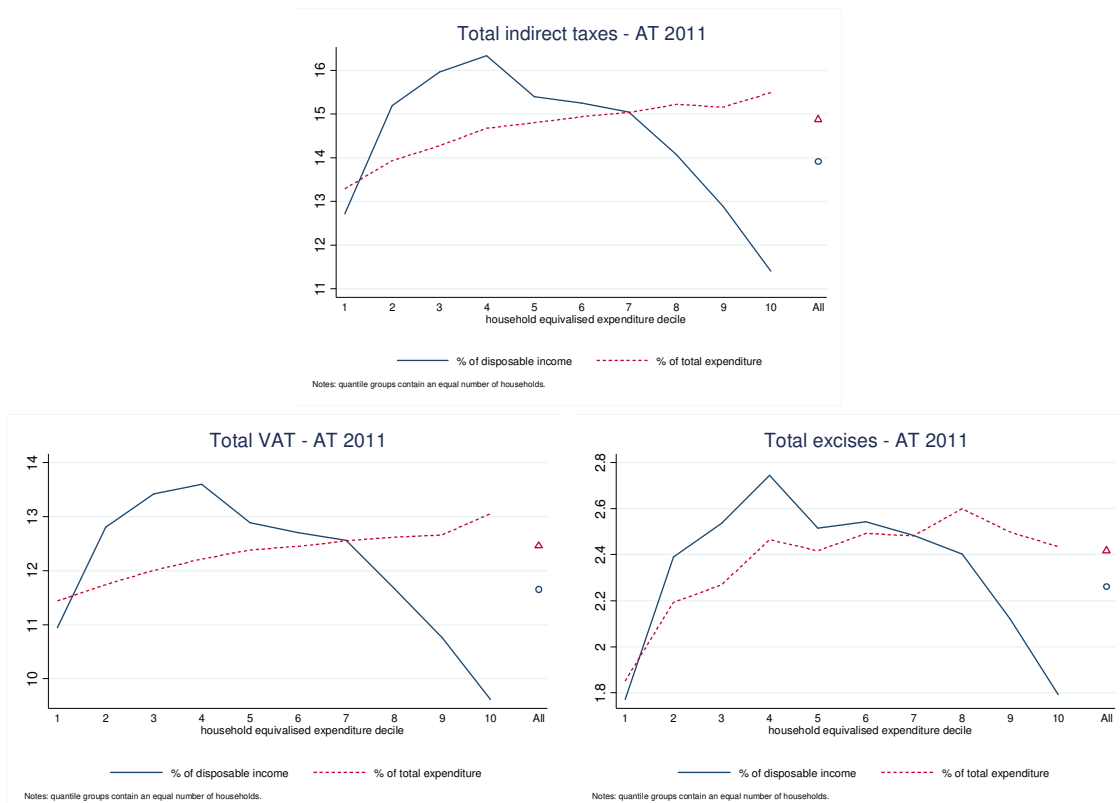 Total indirect taxes - AT 2011
16
15
14
13
12
11
1 2 3 4 5 6 7 8 9 10 All
household equivalised expenditure decile
% of disposable income % of total expenditure
Notes: quantile groups contain an equal number of households.
Total VAT - AT 2011
14
13
12
11
10
1 2 3 4 5 6 7 8 9 10 All
household equivalised expenditure decile
% of disposable income % of total expenditure
Notes: quantile groups contain an equal number of households.
Total excises - AT 2011
2.8
2.6
2.4
2.2
2
1.8
1 2 3 4 5 6 7 8 9 10 All
household equivalised expenditure decile
% of disposable income % of total expenditure
Notes: quantile groups contain an equal number of households.